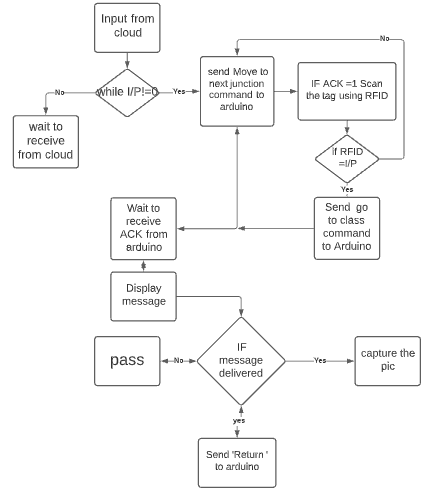 Input from
cloud
No
while I/P!=0
Yes
send Move to
next junction
command to
arduino
IF ACK =1 Scan
the tag using RFID
No
wait to
receive
from cloud
if RFID
=I/P
Yes
Wait to
receive
ACK from
arduino
Send go
to class
command
to Arduino
Display
message
IF
message
delivered
pass
No
Yes
capture the
pic
yes
Send 'Return '
to arduino